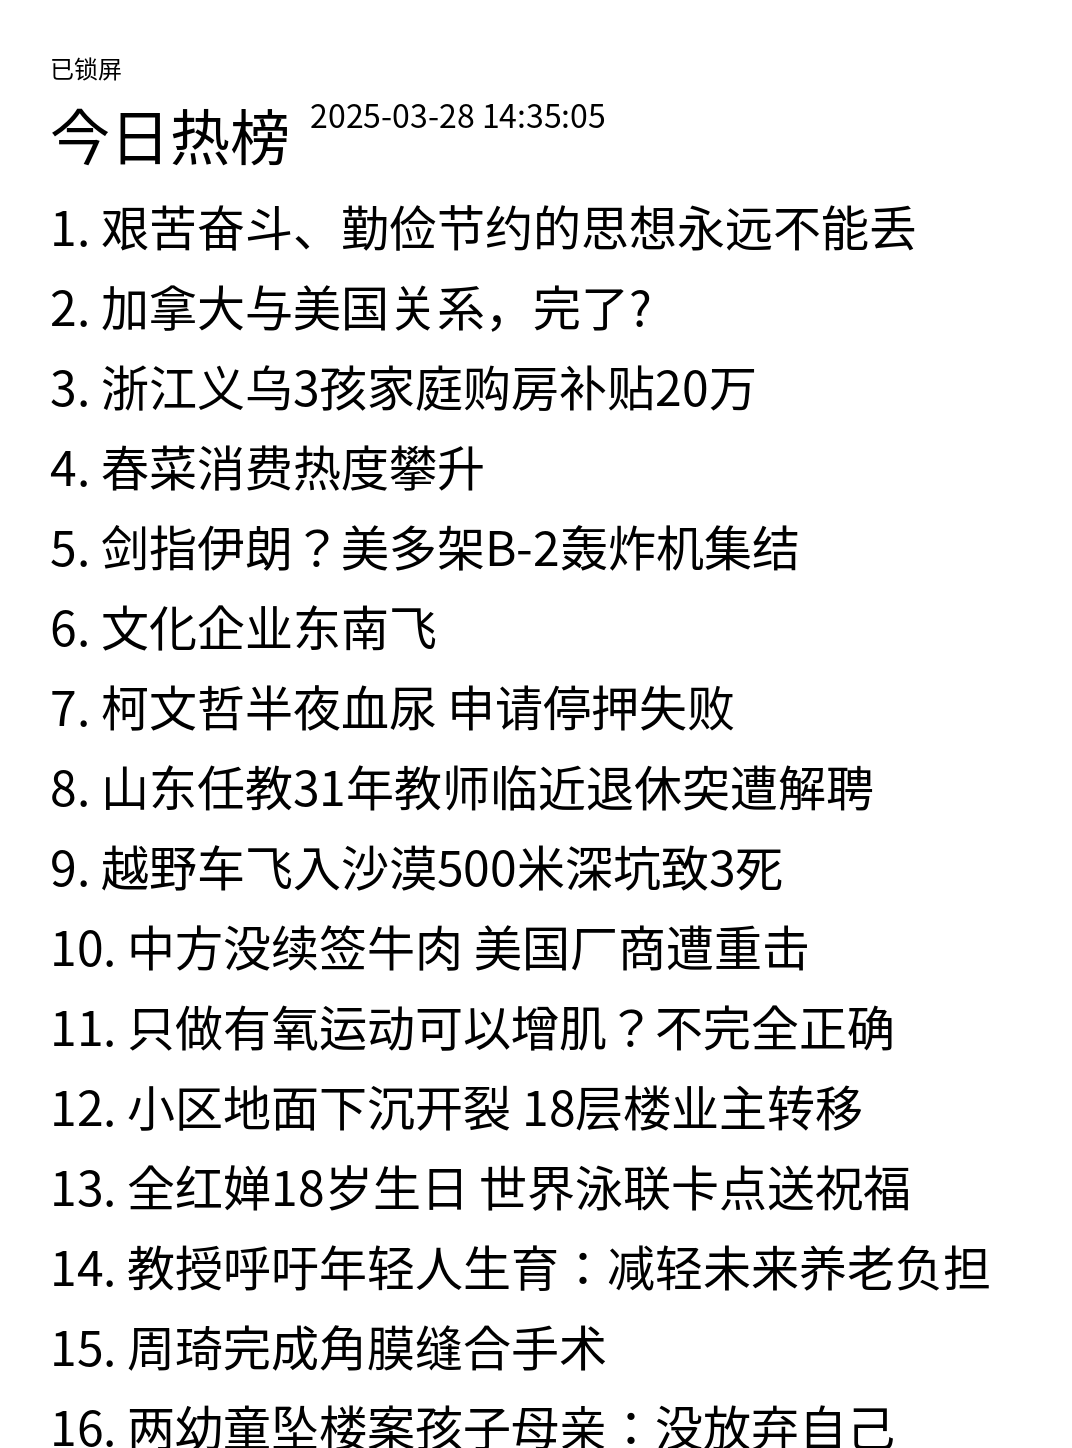 已锁屏
今日热榜 2025-03-28 14:35:05
1. 艰苦奋斗、勤俭节约的思想永远不能丢
2. 加拿大与美国关系，完了?
3. 浙江义乌3孩家庭购房补贴20万
4. 春菜消费热度攀升
5. 剑指伊朗？美多架B-2轰炸机集结
6. 文化企业东南飞
7. 柯文哲半夜血尿 申请停押失败
8. 山东任教31年教师临近退休突遭解聘
9. 越野车飞入沙漠500米深坑致3死
10. 中方没续签牛肉 美国厂商遭重击
11. 只做有氧运动可以增肌？不完全正确
12. 小区地面下沉开裂 18层楼业主转移
13. 全红婵18岁生日 世界泳联卡点送祝福
14. 教授呼吁年轻人生育：减轻未来养老负担
15. 周琦完成角膜缝合手术
16. 两幼童坠楼案孩子母亲：没放弃自己